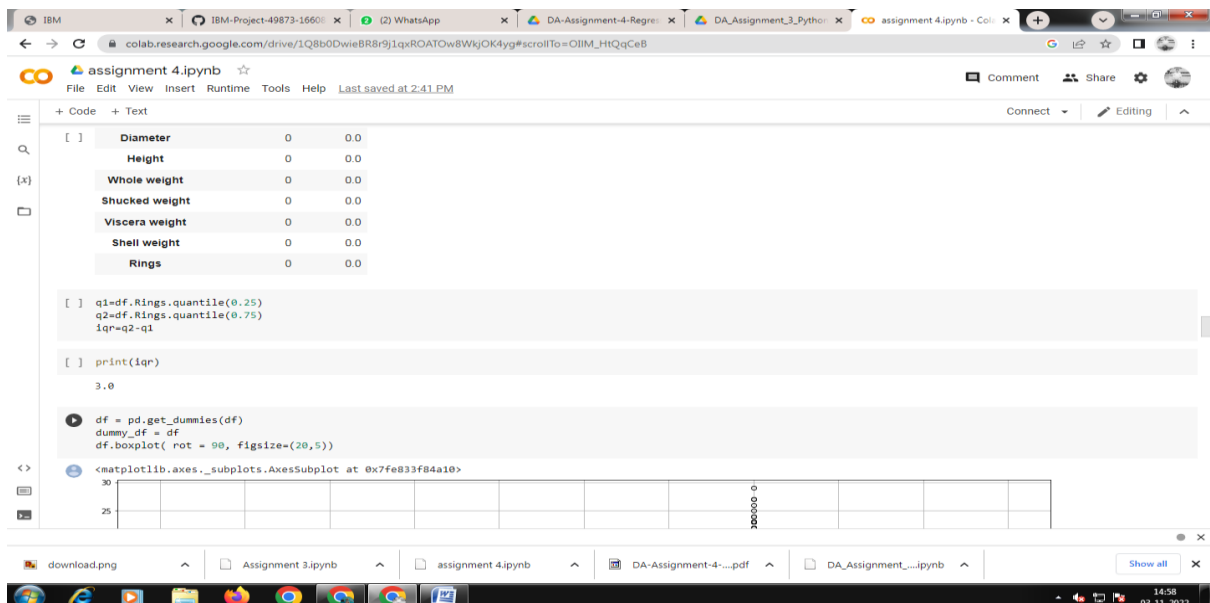 IBM
IBM-Project-49873-16608
(2) WhatsApp
DA-Assignment-4-Regres
DA_Assignment_3_Python
assignment 4.ipynb - Cola
colab.research.google.com/drive/1Q8b0DwieBR8r9j1qxROATOw8WkjOK4yg#scrollTo=OIIM_HtQqCeB
assignment 4.ipynb
Comment
Share
File Edit View Insert Runtime Tools Help Last saved at 2:41 PM
+ Code + Text
Connect
Editing
[ ] Diameter 0 0.0
Height 0 0.0
Whole weight 0 0.0
Shucked weight 0 0.0
Viscera weight 0 0.0
Shell weight 0 0.0
Rings 0 0.0
[ ] q1=df.Rings.quantile(0.25)
q2=df.Rings.quantile(0.75)
iqr=q2-q1
[ ] print(iqr)
3.0
df = pd.get_dummies(df)
dummy_df = df
df.boxplot( rot = 90, figsize=(20,5))
<matplotlib.axes._subplots.AxesSubplot at 0x7fe833f84a10>
30
25
download.png
Assignment 3.ipynb
assignment 4.ipynb
DA-Assignment-4-....pdf
DA_Assignment_....ipynb
Show all
14:58
03-11-2022